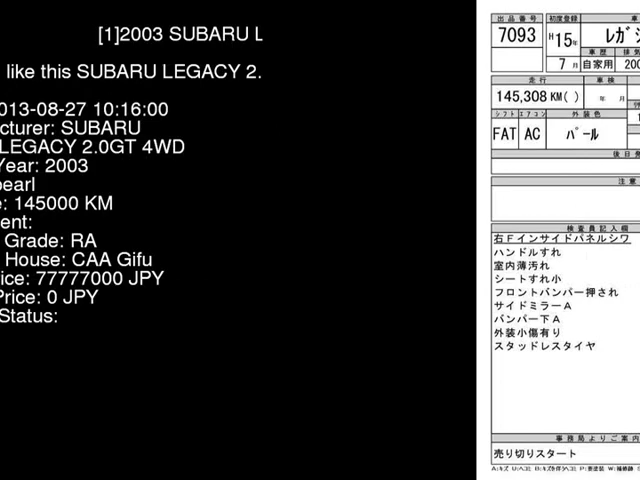 [1]2003 SUBARU L
like this SUBARU LEGACY 2.
013-08-27 10:16:00
cturer: SUBARU
LEGACY 2.0GT 4WD
Year: 2003
pearl
e: 145000 KM
ent:
Grade: RA
House: CAA Gifu
rice: 77777000 JPY
Price: 0 JPY
Status:
出品番号 初度登録 車
7093 H15年 レガシ
車歴 排気
7月 自家用 200
走行 車検
145,308 KM( ) 年 月
シフト エアコン 外装色
FAT AC パール
後日発
注意
検査員記入欄
右Fインサイドパネルシワ
ハンドルすれ
室内薄汚れ
シートすれ小
フロントバンパー押され
サイドミラーA
バンパー下A
外装小傷有り
スタッドレスタイヤ
事務局よりご案内
売り切りスタート